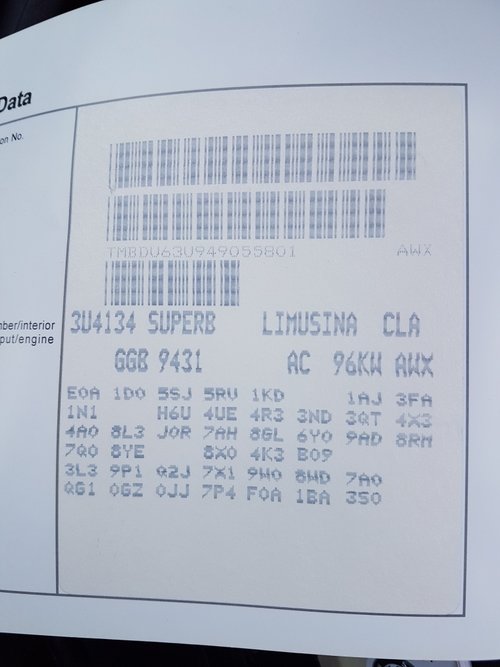 Data
on No.
TMBDU63U949055801 AWX
mber/interior
put/engine
3U4134 SUPERB LIMUSINA CLA
GGB 9431 AC 96KW AWX
E0A 1D0 5SJ 5RU 1KD 1AJ 3FA
1N1 H6U 4UE 4R3 3ND 3QT 4X3
4A0 8L3 J0R 7AH 8GL 6Y0 9AD 8RM
7Q0 8YE 8X0 4K3 B09
3L3 9P1 Q2J 7X1 9W0 8WD 7A0
QG1 0GZ 0JJ 7P4 F0A 1BA 3S0